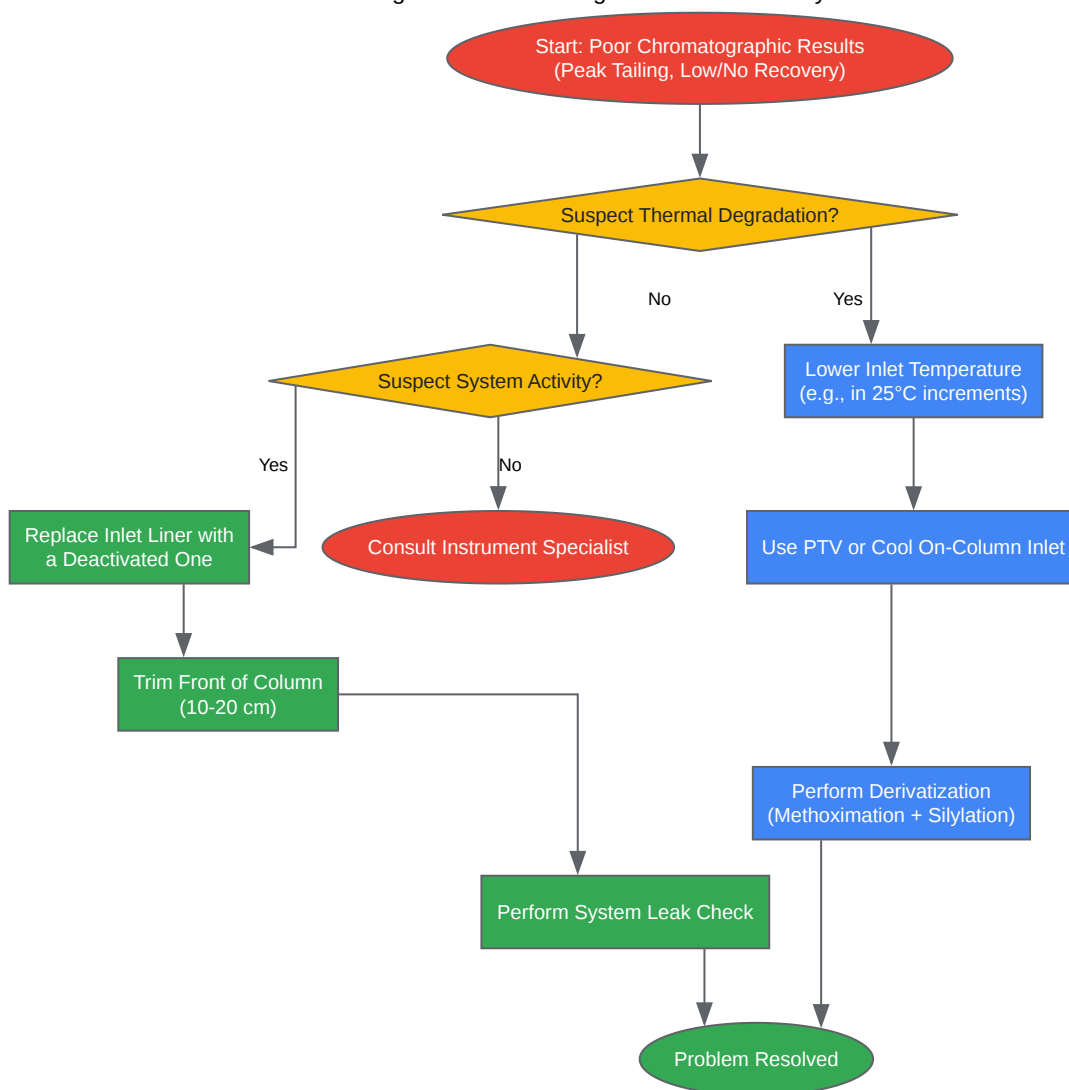 Start: Poor Chromatographic Results
(Peak Tailing, Low/No Recovery)
Suspect Thermal Degradation?
No
Yes
Suspect System Activity?
Lower Inlet Temperature
(e.g., in 25°C increments)
Yes
No
Replace Inlet Liner with
a Deactivated One
Consult Instrument Specialist
Use PTV or Cool On-Column Inlet
Trim Front of Column
(10-20 cm)
Perform Derivatization
(Methoximation + Silylation)
Perform System Leak Check
Problem Resolved